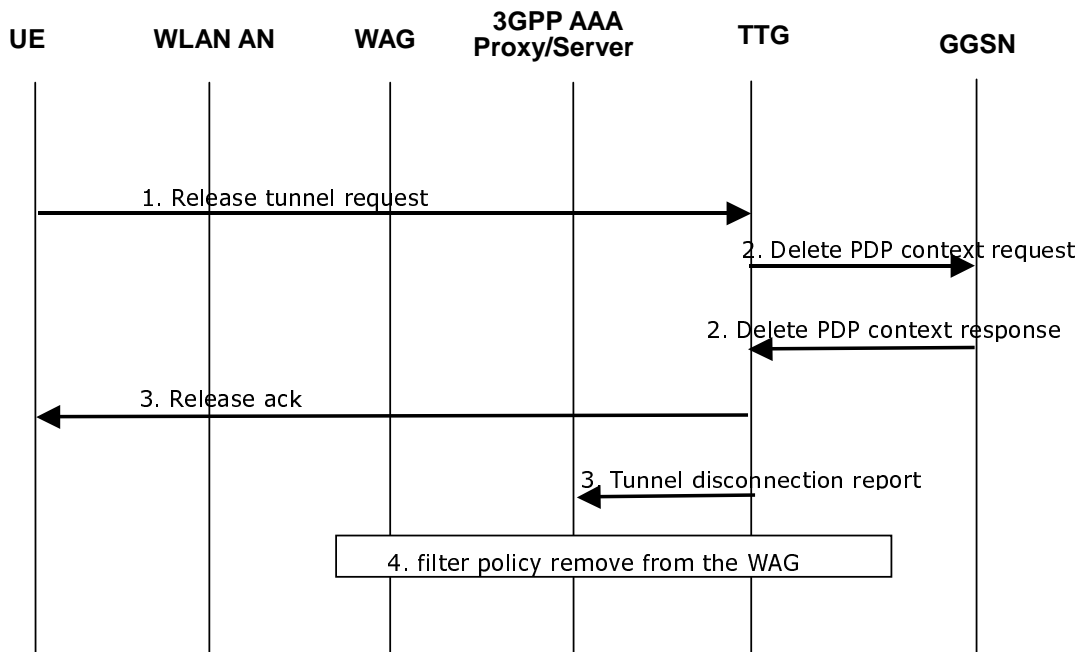 UE
WLAN AN
WAG
3GPP AAA
Proxy/Server
TTG
GGSN
1. Release tunnel request
2. Delete PDP context request
2. Delete PDP context response
3. Release ack
3. Tunnel disconnection report
4. filter policy remove from the WAG